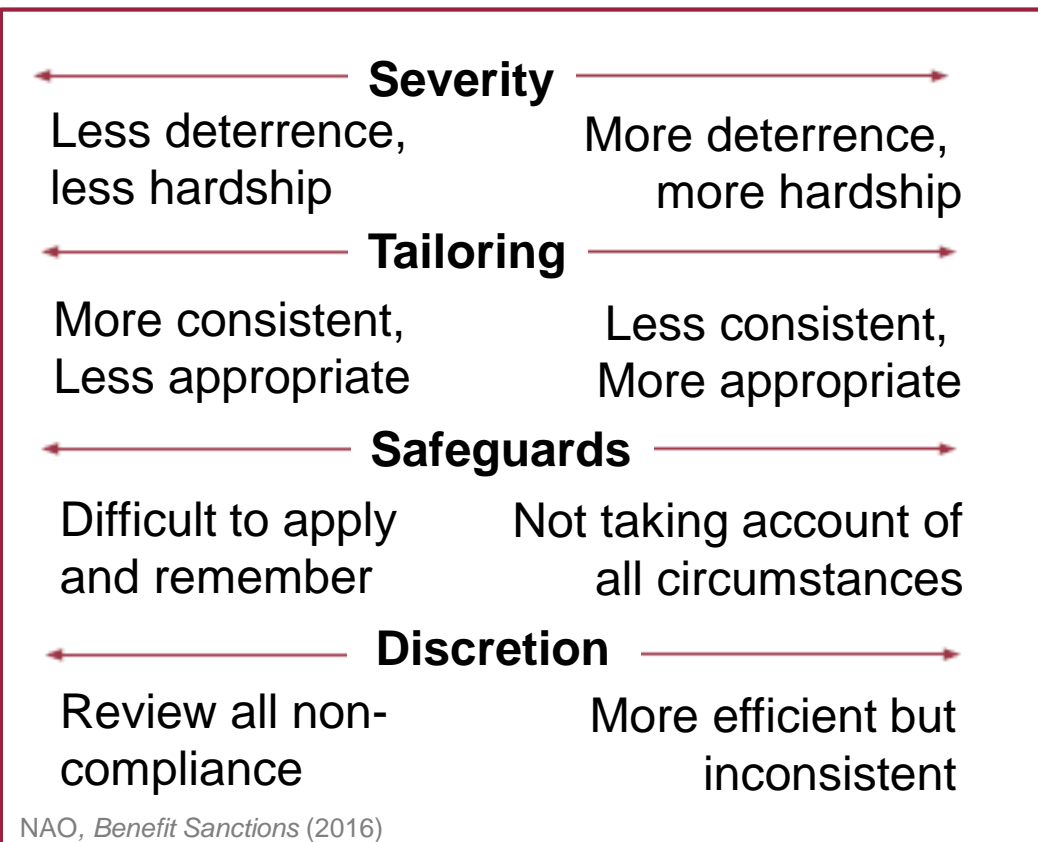 Severity
Less deterrence,
less hardship
More deterrence,
more hardship
Tailoring
More consistent,
Less appropriate
Less consistent,
More appropriate
Safeguards
Difficult to apply
and remember
Not taking account of
all circumstances
Discretion
Review all non-
compliance
More efficient but
inconsistent
NAO, Benefit Sanctions (2016)